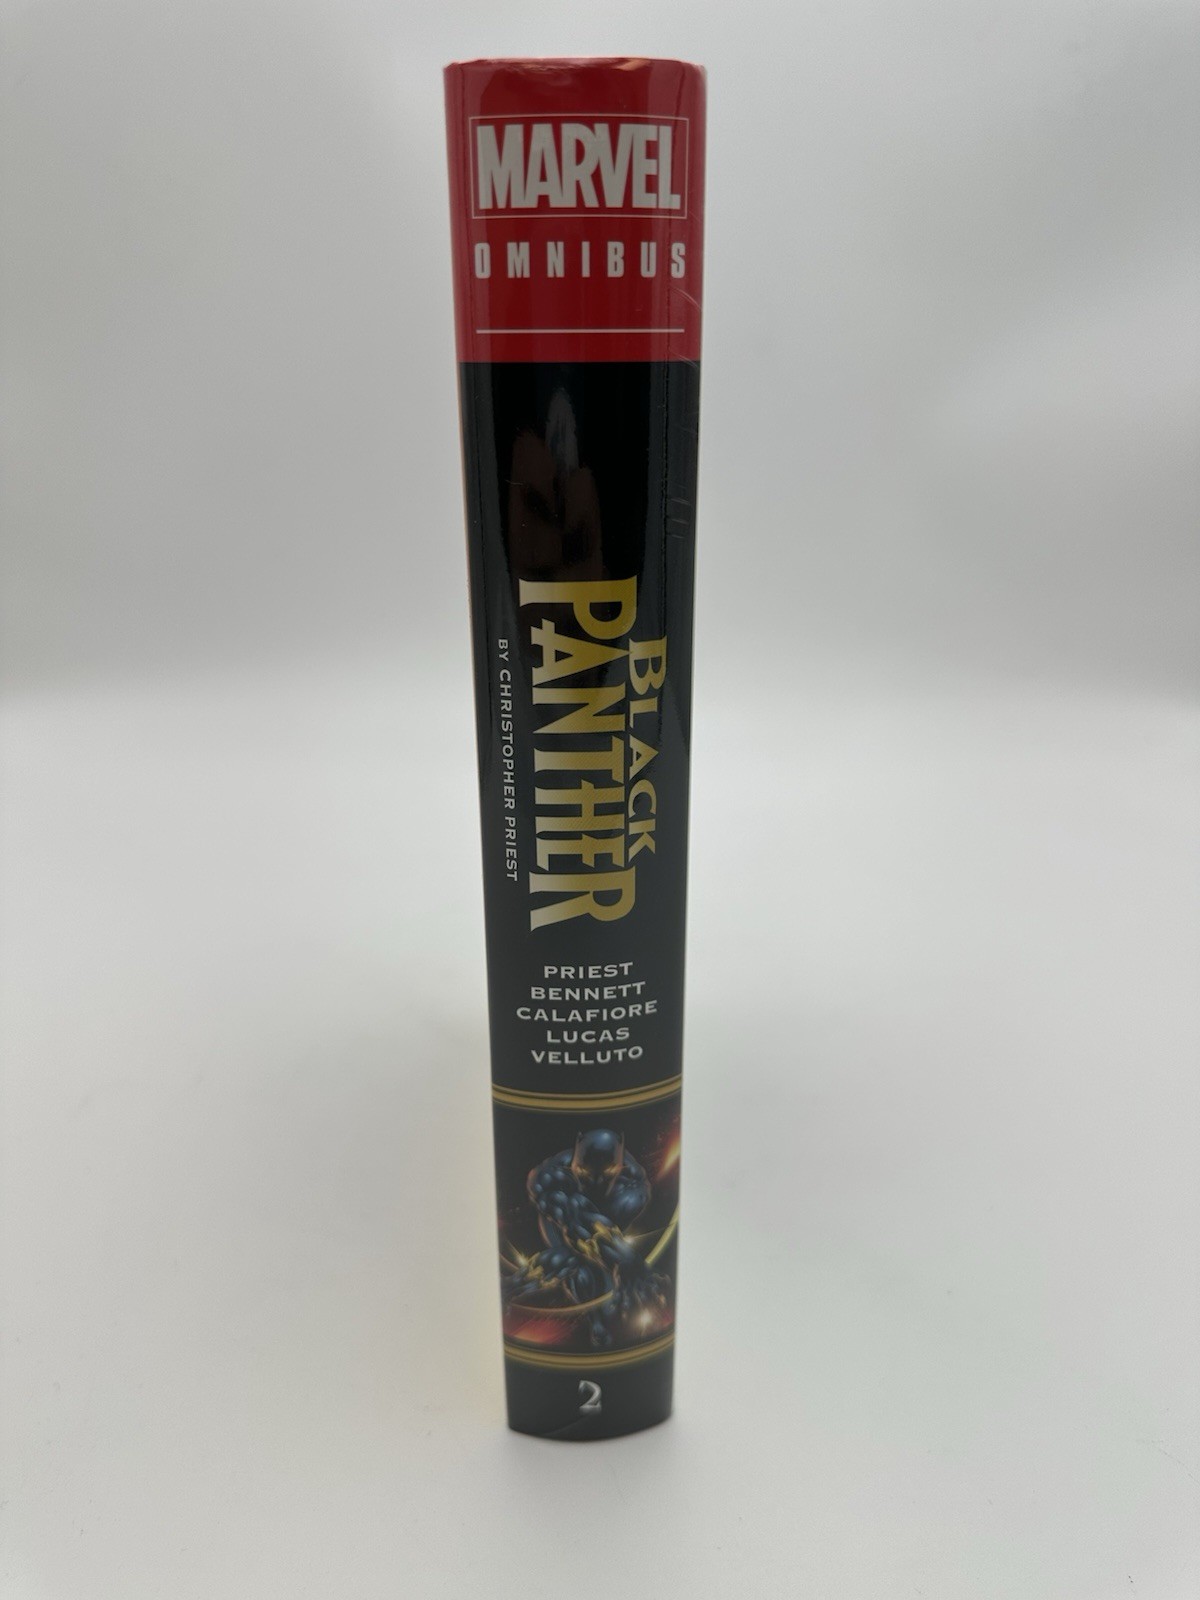 MARVEL
OMNIBUS
BLACK
PANTHER
BY CHRISTOPHER PRIEST
PRIEST
BENNETT
CALAFIORE
LUCAS
VELLUTO
2